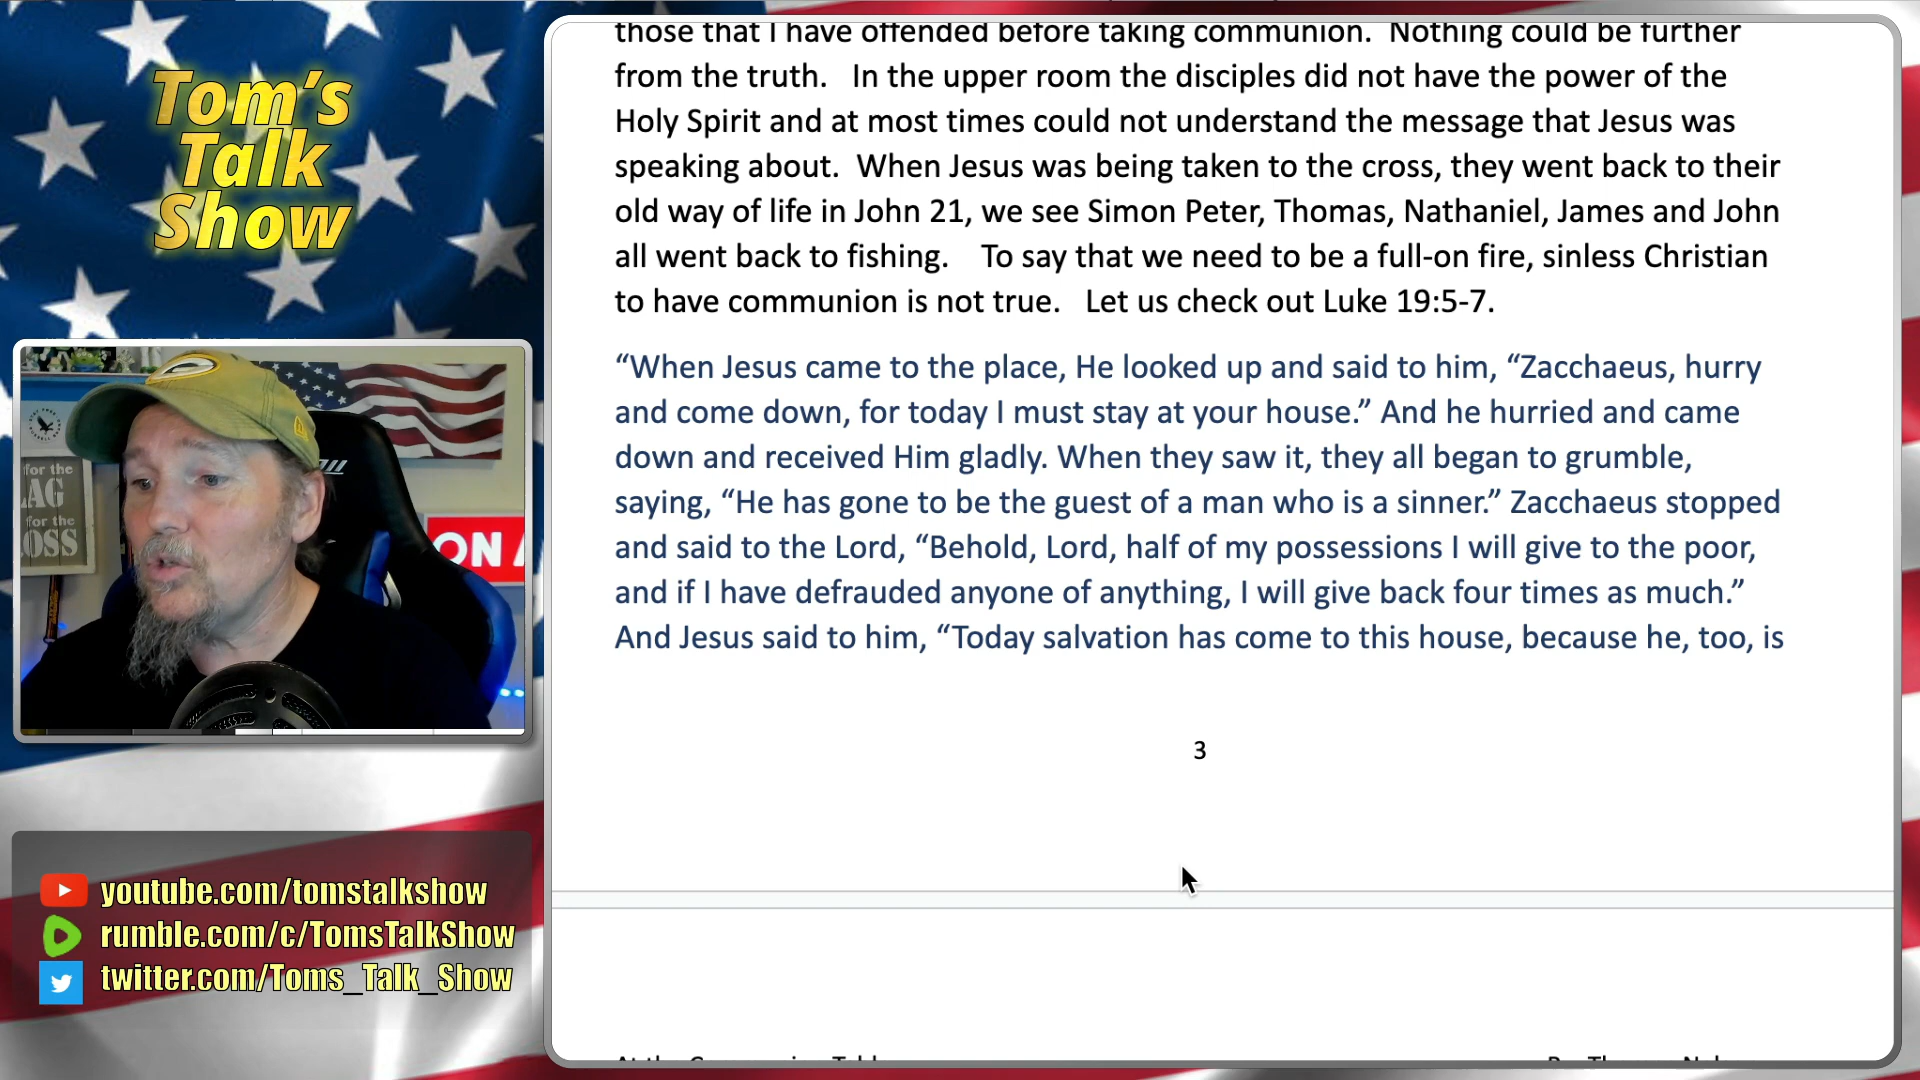 Tom's
Talk
Show
for the
AG
for the
OSS
ON A
youtube.com/tomstalkshow
rumble.com/c/TomsTalkShow
twitter.com/Toms_Talk_Show
those that I have offended before taking communion. Nothing could be further
from the truth. In the upper room the disciples did not have the power of the
Holy Spirit and at most times could not understand the message that Jesus was
speaking about. When Jesus was being taken to the cross, they went back to their
old way of life in John 21, we see Simon Peter, Thomas, Nathaniel, James and John
all went back to fishing. To say that we need to be a full-on fire, sinless Christian
to have communion is not true. Let us check out Luke 19:5-7.
“When Jesus came to the place, He looked up and said to him, “Zacchaeus, hurry
and come down, for today I must stay at your house.” And he hurried and came
down and received Him gladly. When they saw it, they all began to grumble,
saying, “He has gone to be the guest of a man who is a sinner.” Zacchaeus stopped
and said to the Lord, “Behold, Lord, half of my possessions I will give to the poor,
and if I have defrauded anyone of anything, I will give back four times as much.”
And Jesus said to him, “Today salvation has come to this house, because he, too, is
3